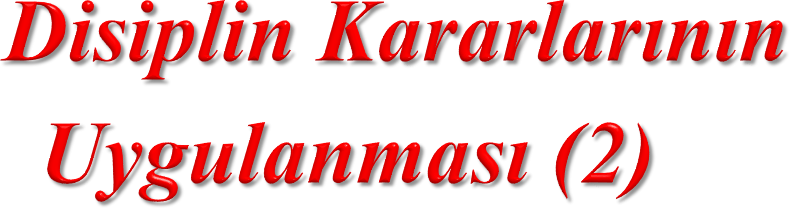 Disiplin Kararlarının
Uygulanması (2)